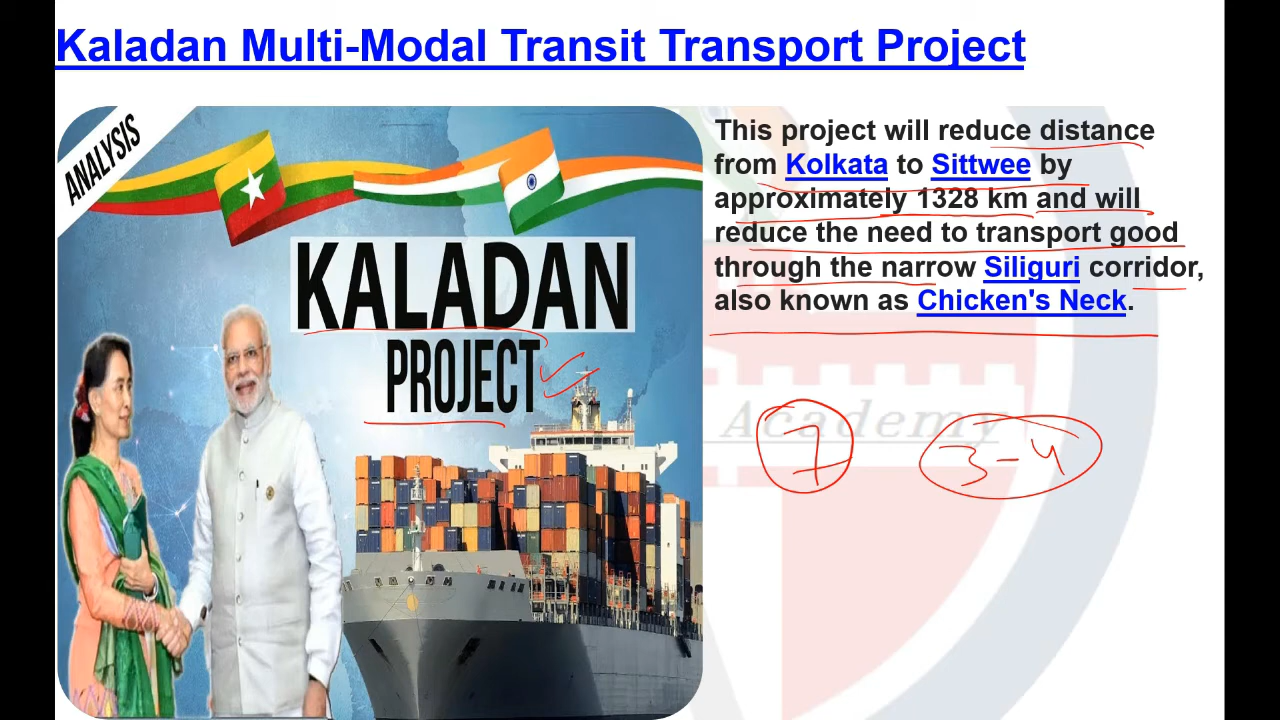 Kaladan Multi-Modal Transit Transport Project
ANALYSIS
KALADAN
PROJECT
This project will reduce distance
from Kolkata to Sittwee by
approximately 1328 km and will
reduce the need to transport good
through the narrow Siliguri corridor,
also known as Chicken's Neck.
7 3-4
Academy